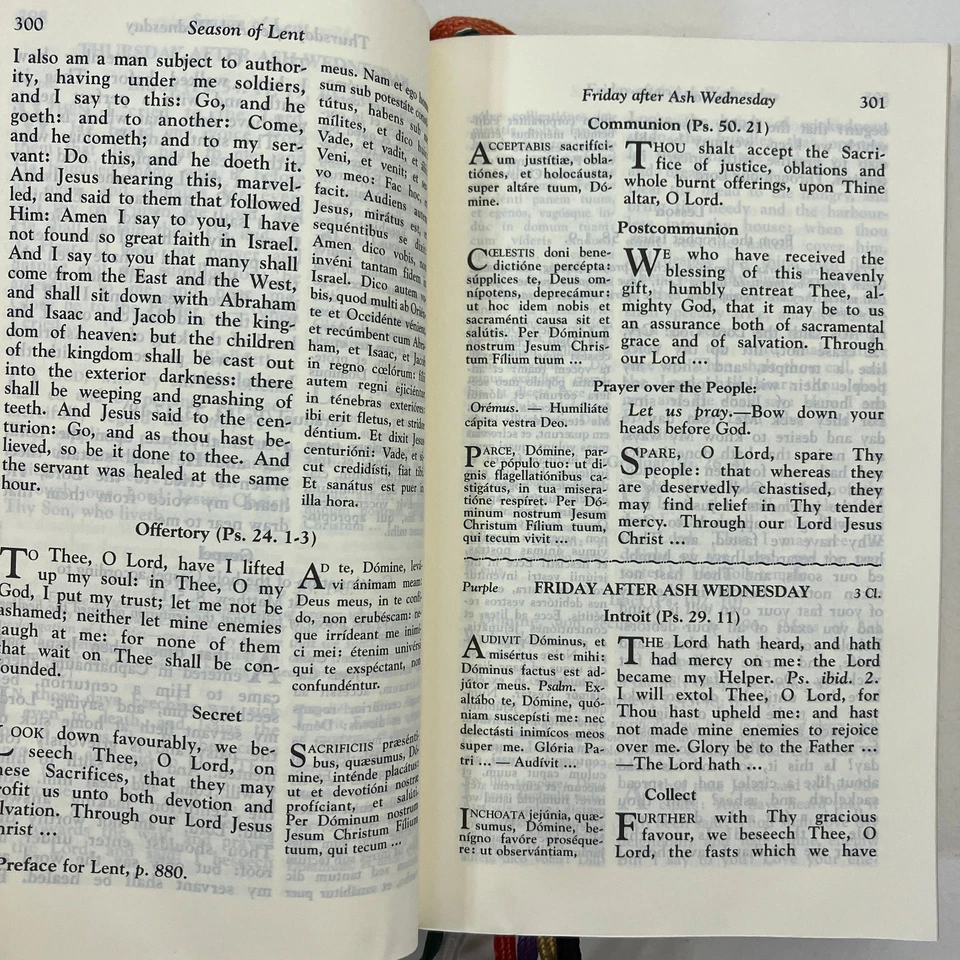 300
Season of Lent
I also am a man subject to author-
ity, having under me soldiers,
and I say to this: Go, and he
goeth: and to another: Come,
and he cometh; and to my ser-
vant: Do this, and he doeth it.
And Jesus hearing this, marvel-
led, and said to them that followed
Him: Amen I say to you, I have
not found so great faith in Israel.
And I say to you that many shall
come from the East and the West,
and shall sit down with Abraham
and Isaac and Jacob in the king-
dom of heaven: but the children
of the kingdom shall be cast out
into the exterior darkness: there
shall be weeping and gnashing of
teeth. And Jesus said to the cen-
turion: Go, and as thou hast be-
lieved, so be it done to thee. And
the servant was healed at the same
hour.
meus. Nam et ego
sum sub potestáte
tútus, habens sub
mílites, et dico
Vade, et vadit, et
Veni, et venit; et
vo meo: Fac hoc,
facit. Audiens
Jesus, mirátus est,
sequéntibus se
Amen dico vobis,
invéni tantam fidem
Israel. Dico autem
bis, quod multi ab
te et Occidénte
et recúmbent cum
ham, et Isaac, et
in regno cœlórum:
autem regni
in ténebras exterióres:
ibi erit fletus, et
déntium. Et dixit Jesus
centurióni: Vade, et
cut credidísti, fiat tibi
Et sanátus est puer
illa hora.
Offertory (Ps. 24. 1-3)
TO Thee, O Lord, have I lifted
up my soul: in Thee, O my
God, I put my trust; let me not be
ashamed; neither let mine enemies
laugh at me: for none of them
that wait on Thee shall be con-
founded.
AD te, Dómine, levá-
vi ánimam meam:
Deus meus, in te
do, non erubéscam:
que irrídeant me
ci mei: étenim
qui te exspéctant, non
confundéntur.
Secret
LOOK down favourably, we be-
seech Thee, O Lord, on
these Sacrifices, that they may
profit us unto both devotion and
salvation. Through our Lord Jesus
Christ ...
SACRIFICIIS
bus, quæsumus, Dó-
mine, inténde placátus:
ut et devotióni nostræ
profíciant, et salúti.
Per Dóminum nostrum
Jesum Christum Fílium
tuum, qui tecum ...
Preface for Lent, p. 880.
Friday after Ash Wednesday
301
Communion (Ps. 50. 21)
ACCEPTABIS sacrifíci-
um justítiæ, obla-
tiónes, et holocáusta,
super altáre tuum, Dó-
mine.
THOU shalt accept the Sacri-
fice of justice, oblations and
whole burnt offerings, upon Thine
altar, O Lord.
Postcommunion
CŒLESTIS doni bene-
dictióne percépta:
súpplices te, Deus om-
nípotens, deprecámur:
ut hoc idem nobis et
sacraménti causa sit et
salútis. Per Dóminum
nostrum Jesum Chris-
tum Fílium tuum ...
WE who have received the
blessing of this heavenly
gift, humbly entreat Thee, al-
mighty God, that it may be to us
an assurance both of sacramental
grace and of salvation. Through
our Lord ...
Prayer over the People:
Orémus. — Humiliáte
cápita vestra Deo.
Let us pray.—Bow down your
heads before God.
PARCE, Dómine, par-
ce pópulo tuo: ut di-
gnis flagellatiónibus ca-
stigátus, in tua misera-
tióne respíret. Per Dó-
minum nostrum Jesum
Christum Fílium tuum,
qui tecum vivit ...
SPARE, O Lord, spare Thy
people: that whereas they
are deservedly chastised, they
may find relief in Thy tender
mercy. Through our Lord Jesus
Christ ...
Purple FRIDAY AFTER ASH WEDNESDAY 3 Cl.
Introit (Ps. 29. 11)
AUDIVIT Dóminus, et
misértus est mihi:
Dóminus factus est ad-
jútor meus. Psalm. Ex-
altábo te, Dómine, quó-
niam suscepísti me: nec
delectásti inimícos meos
super me. Glória Pa-
tri ... — Audívit ...
THE Lord hath heard, and hath
had mercy on me: the Lord
became my Helper. Ps. ibid. 2.
I will extol Thee, O Lord, for
Thou hast upheld me: and hast
not made mine enemies to rejoice
over me. Glory be to the Father ...
—The Lord hath ...
Collect
INCHOATA jejúnia, quæ-
sumus, Dómine, be-
nígno favóre proséque-
re: ut observántiam,
FURTHER with Thy gracious
favour, we beseech Thee, O
Lord, the fasts which we have